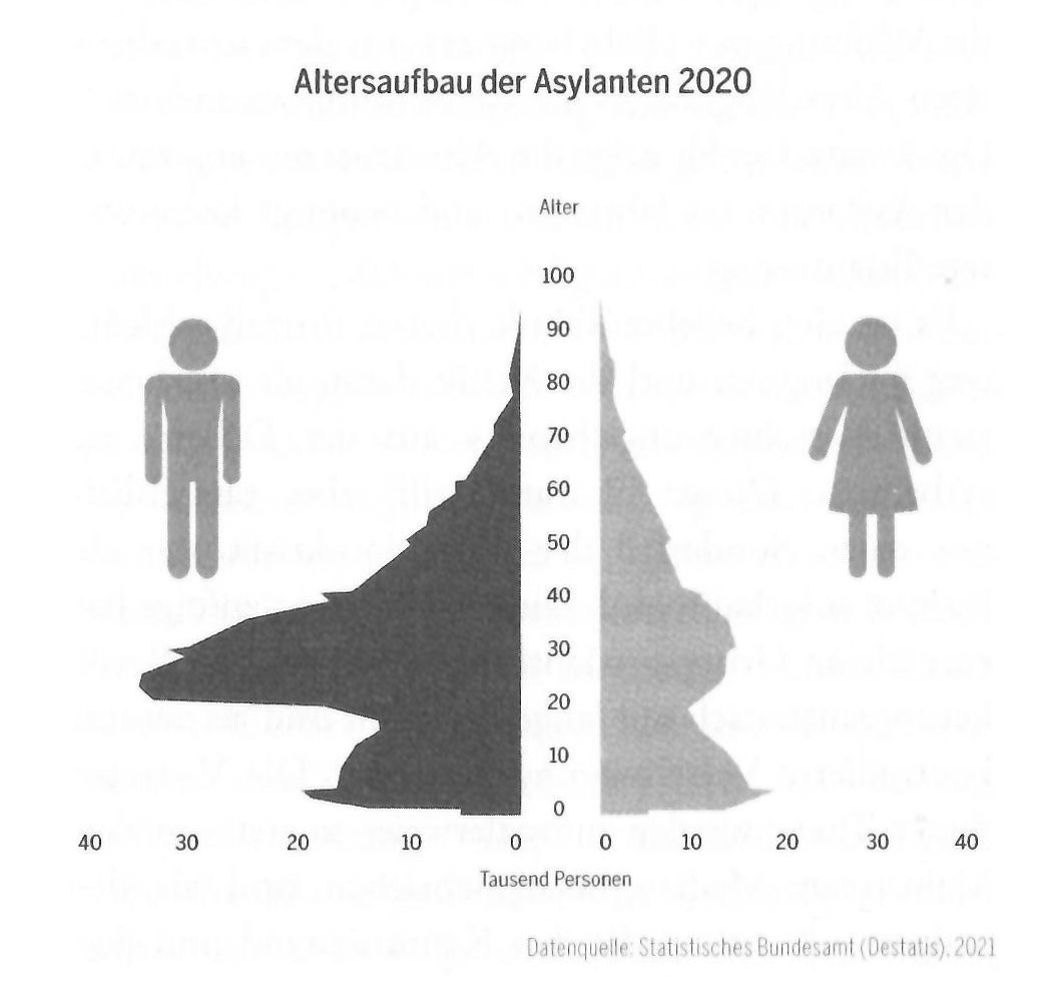 Altersaufbau der Asylanten 2020
Alter
100
90
80
70
60
50
40
30
20
10
0
40 30 20 10 0 0 10 20 30 40
Tausend Personen
Datenquelle: Statistisches Bundesamt (Destatis), 2021